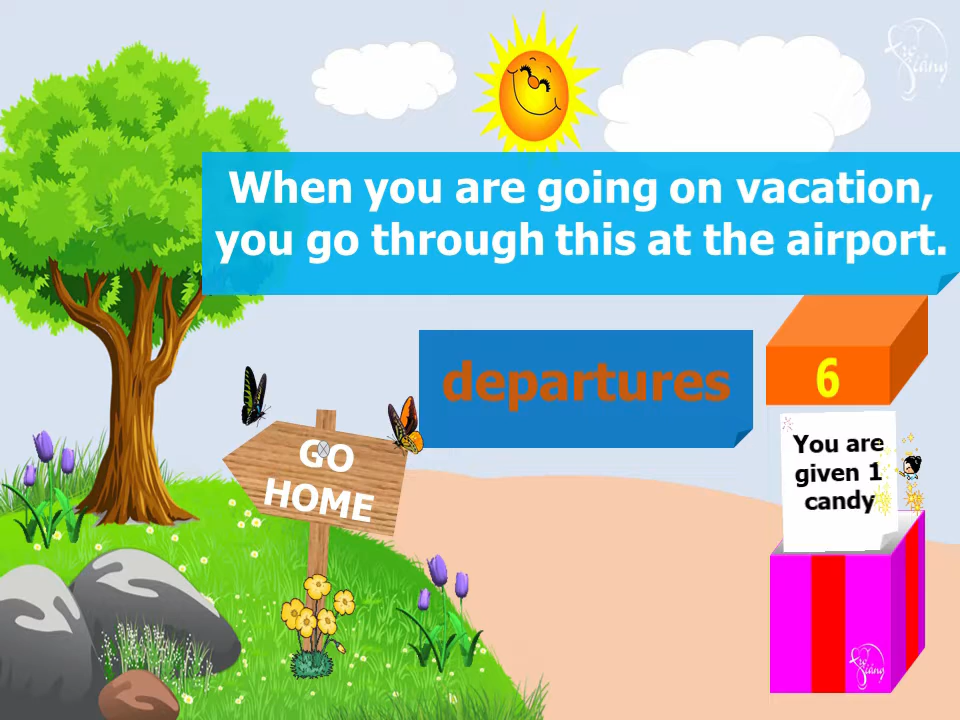 When you are going on vacation,
you go through this at the airport.
departures
6
You are
given 1
candy
GO
HOME